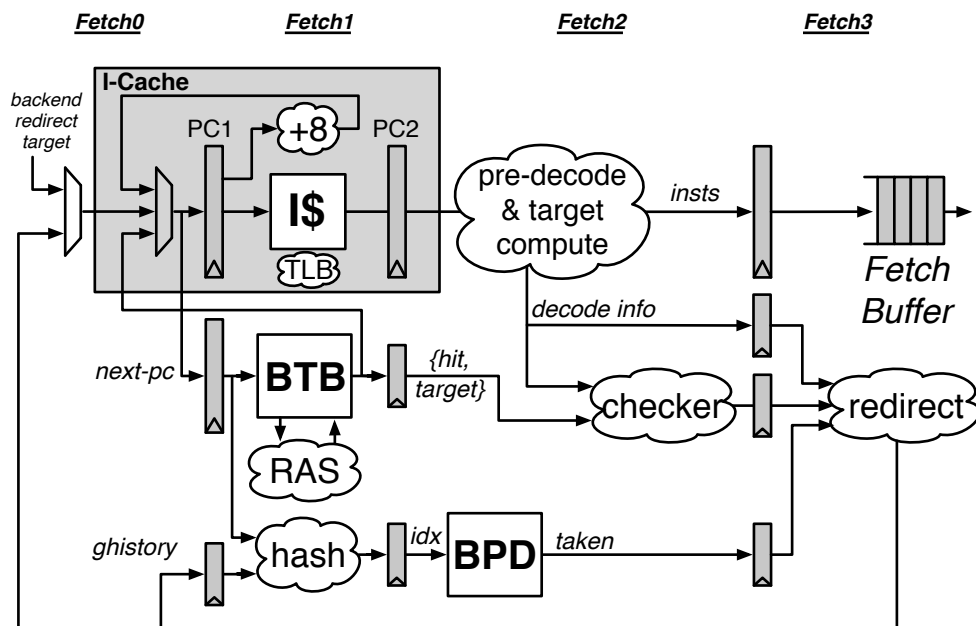 Fetch0
Fetch1
Fetch2
Fetch3
I-Cache
backend
redirect
target
PC1
+8
PC2
I$
TLB
pre-decode
& target
compute
insts
Fetch
Buffer
decode info
next-pc
BTB
{hit,
target}
checker
redirect
RAS
ghistory
hash
idx
BPD
taken